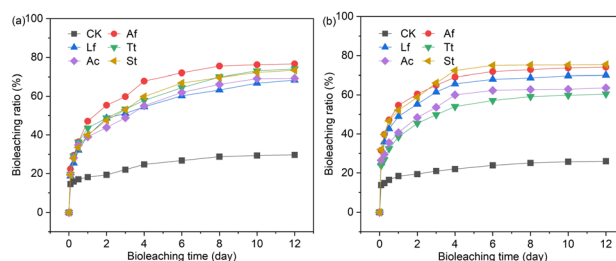 (a)
100
80
60
40
20
0
Bioleaching ratio (%)
CK Af
Lf Tt
Ac St
0 2 4 6 8 10 12
Bioleaching time (day)
(b)
100
80
60
40
20
0
Bioleaching ratio (%)
CK Af
Lf Tt
Ac St
0 2 4 6 8 10 12
Bioleaching time (day)